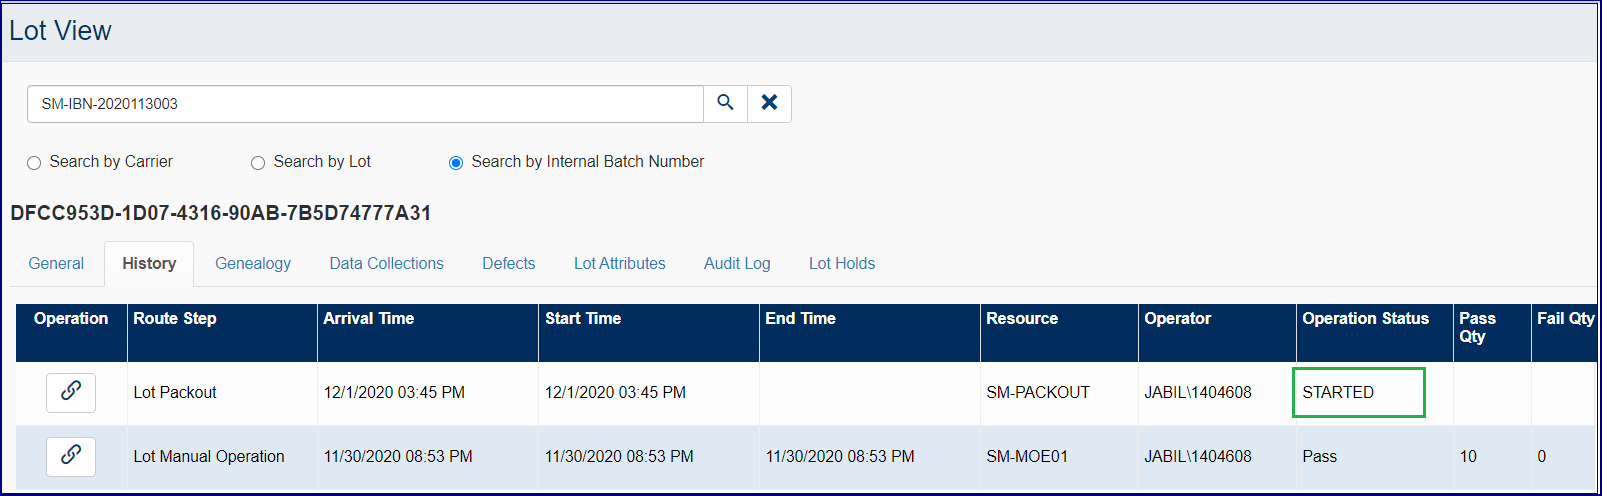 Lot View
SM-IBN-2020113003
Search by Carrier Search by Lot Search by Internal Batch Number
DFCC953D-1D07-4316-90AB-7B5D74777A31
General History Genealogy Data Collections Defects Lot Attributes Audit Log Lot Holds
Operation Route Step Arrival Time Start Time End Time Resource Operator Operation Status Pass Qty Fail Qty
Lot Packout 12/1/2020 03:45 PM 12/1/2020 03:45 PM SM-PACKOUT JABIL\1404608 STARTED
Lot Manual Operation 11/30/2020 08:53 PM 11/30/2020 08:53 PM 11/30/2020 08:53 PM SM-MOE01 JABIL\1404608 Pass 10 0